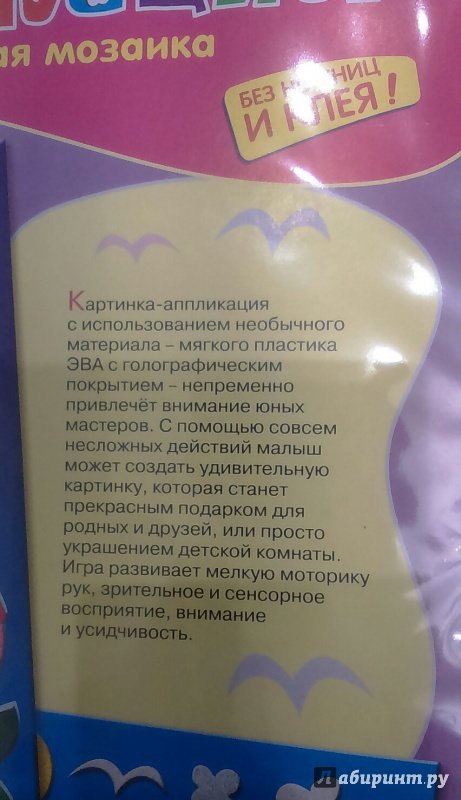 мозаика
БЕЗ
И КЛЕЯ!
Картинка-аппликация
с использованием необычного
материала – мягкого пластика
ЭВА с голографическим
покрытием – непременно
привлечёт внимание юных
мастеров. С помощью совсем
несложных действий малыш
может создать удивительную
картинку, которая станет
прекрасным подарком для
родных и друзей, или просто
украшением детской комнаты.
Игра развивает мелкую моторику
рук, зрительное и сенсорное
восприятие, внимание
и усидчивость.
Лабиринт.ру